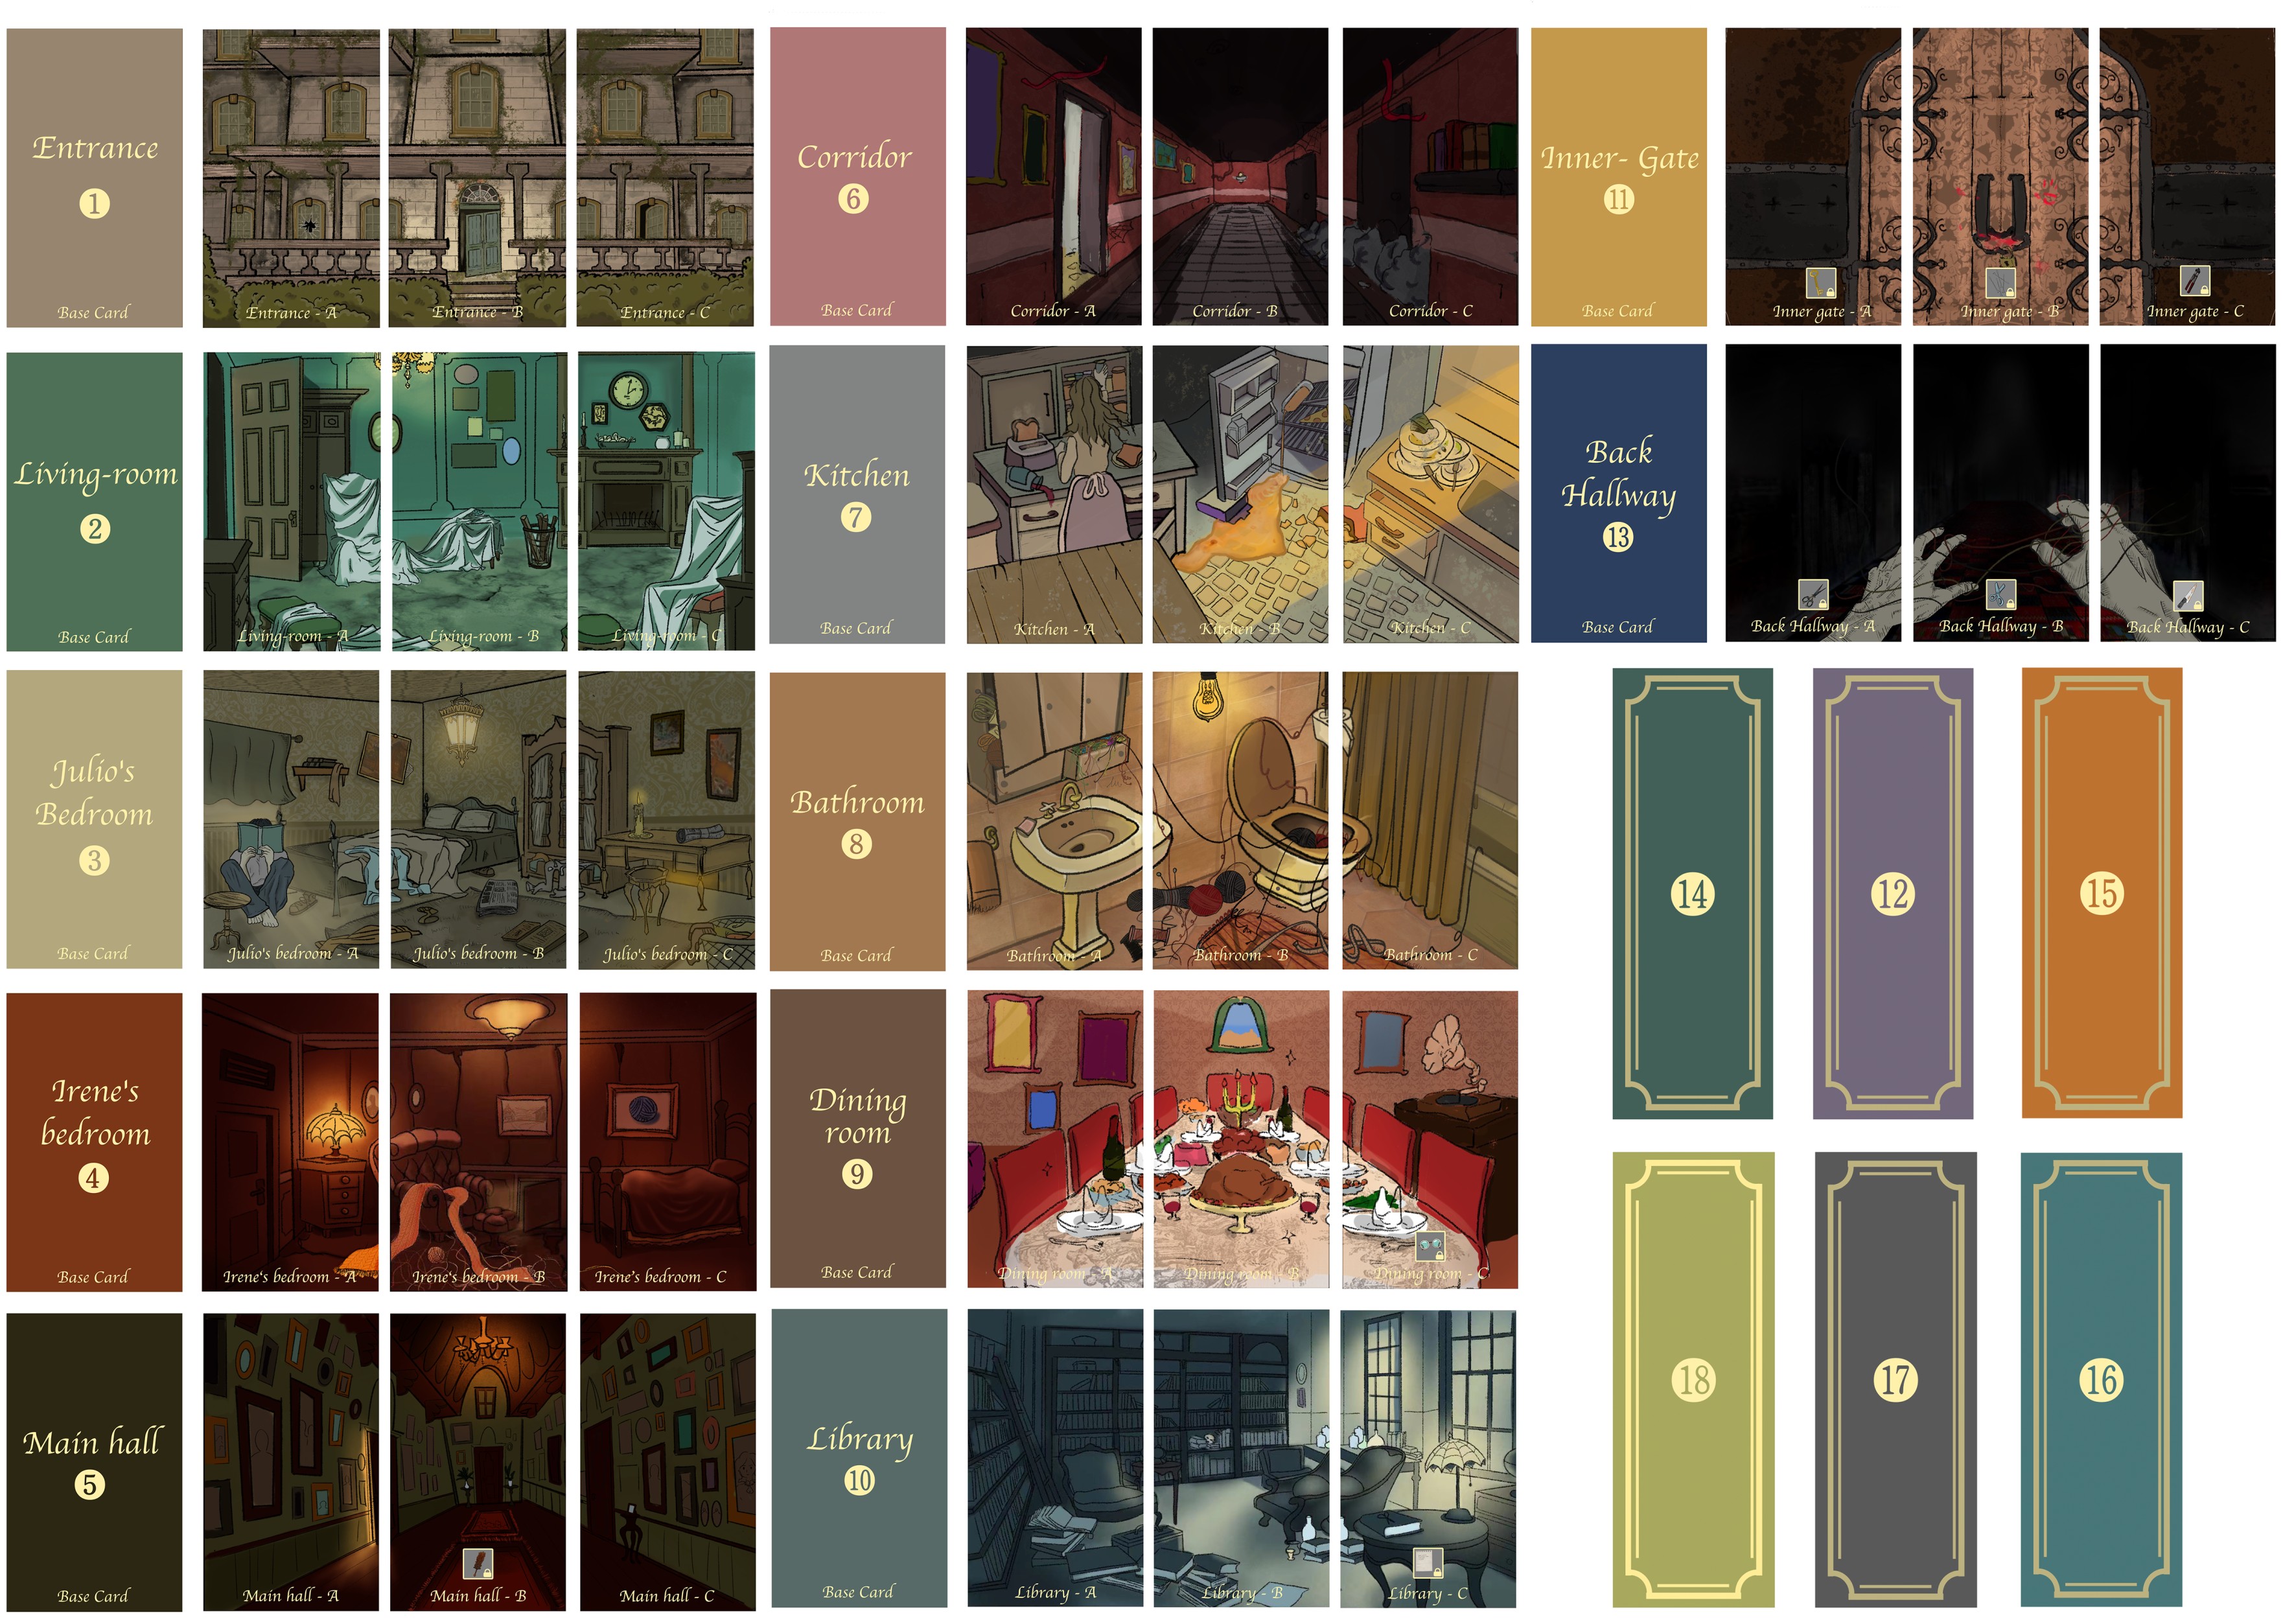 Entrance
1
Base Card
Entrance - A
Entrance - B
Entrance - C
Living-room
2
Base Card
Living-room - A
Living-room - B
Living-room - C
Julio's
Bedroom
3
Base Card
Julio's bedroom - A
Julio's bedroom - B
Julio's bedroom - C
Irene's
bedroom
4
Base Card
Irene's bedroom - A
Irene's bedroom - B
Irene's bedroom - C
Main hall
5
Base Card
Main hall - A
Main hall - B
Main hall - C
Corridor
6
Base Card
Corridor - A
Corridor - B
Corridor - C
Kitchen
7
Base Card
Kitchen - A
Kitchen - B
Kitchen - C
Bathroom
8
Base Card
Bathroom - A
Bathroom - B
Bathroom - C
Dining
room
9
Base Card
Dining room - A
Dining room - B
Dining room - C
Library
10
Base Card
Library - A
Library - B
Library - C
Inner- Gate
11
Base Card
Inner gate - A
Inner gate - B
Inner gate - C
Back
Hallway
13
Base Card
Back Hallway - A
Back Hallway - B
Back Hallway - C
14
12
15
18
17
16